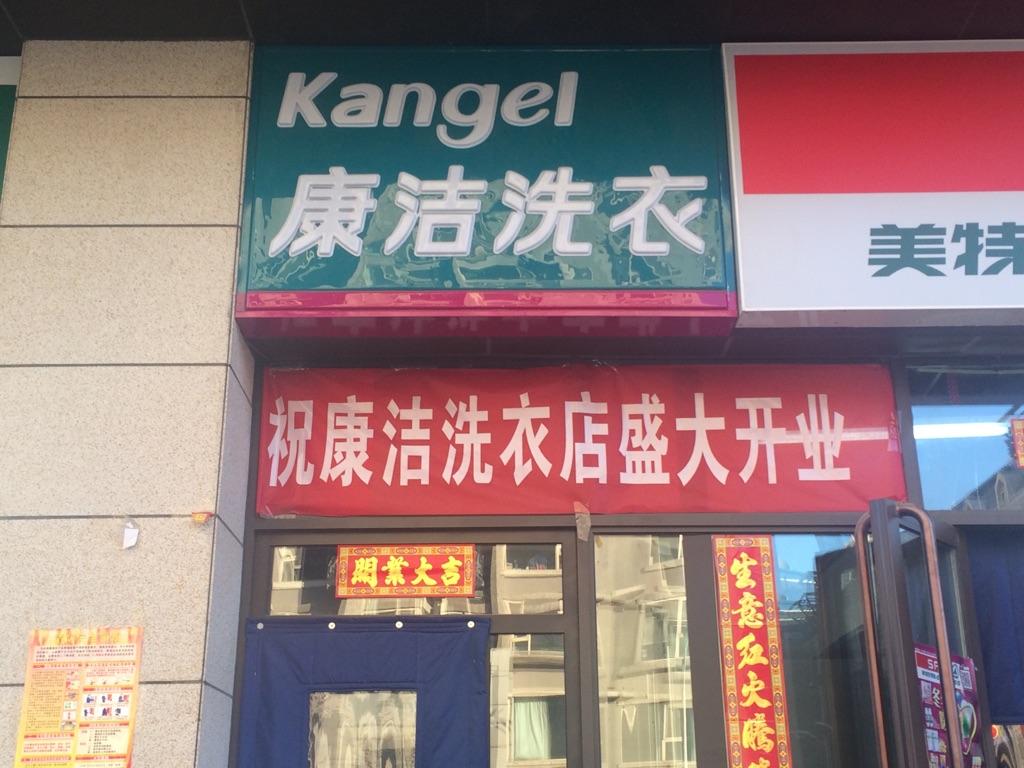 Kangel
康洁洗衣
美特
祝康洁洗衣店盛大开业
開業大吉
生意红火腾